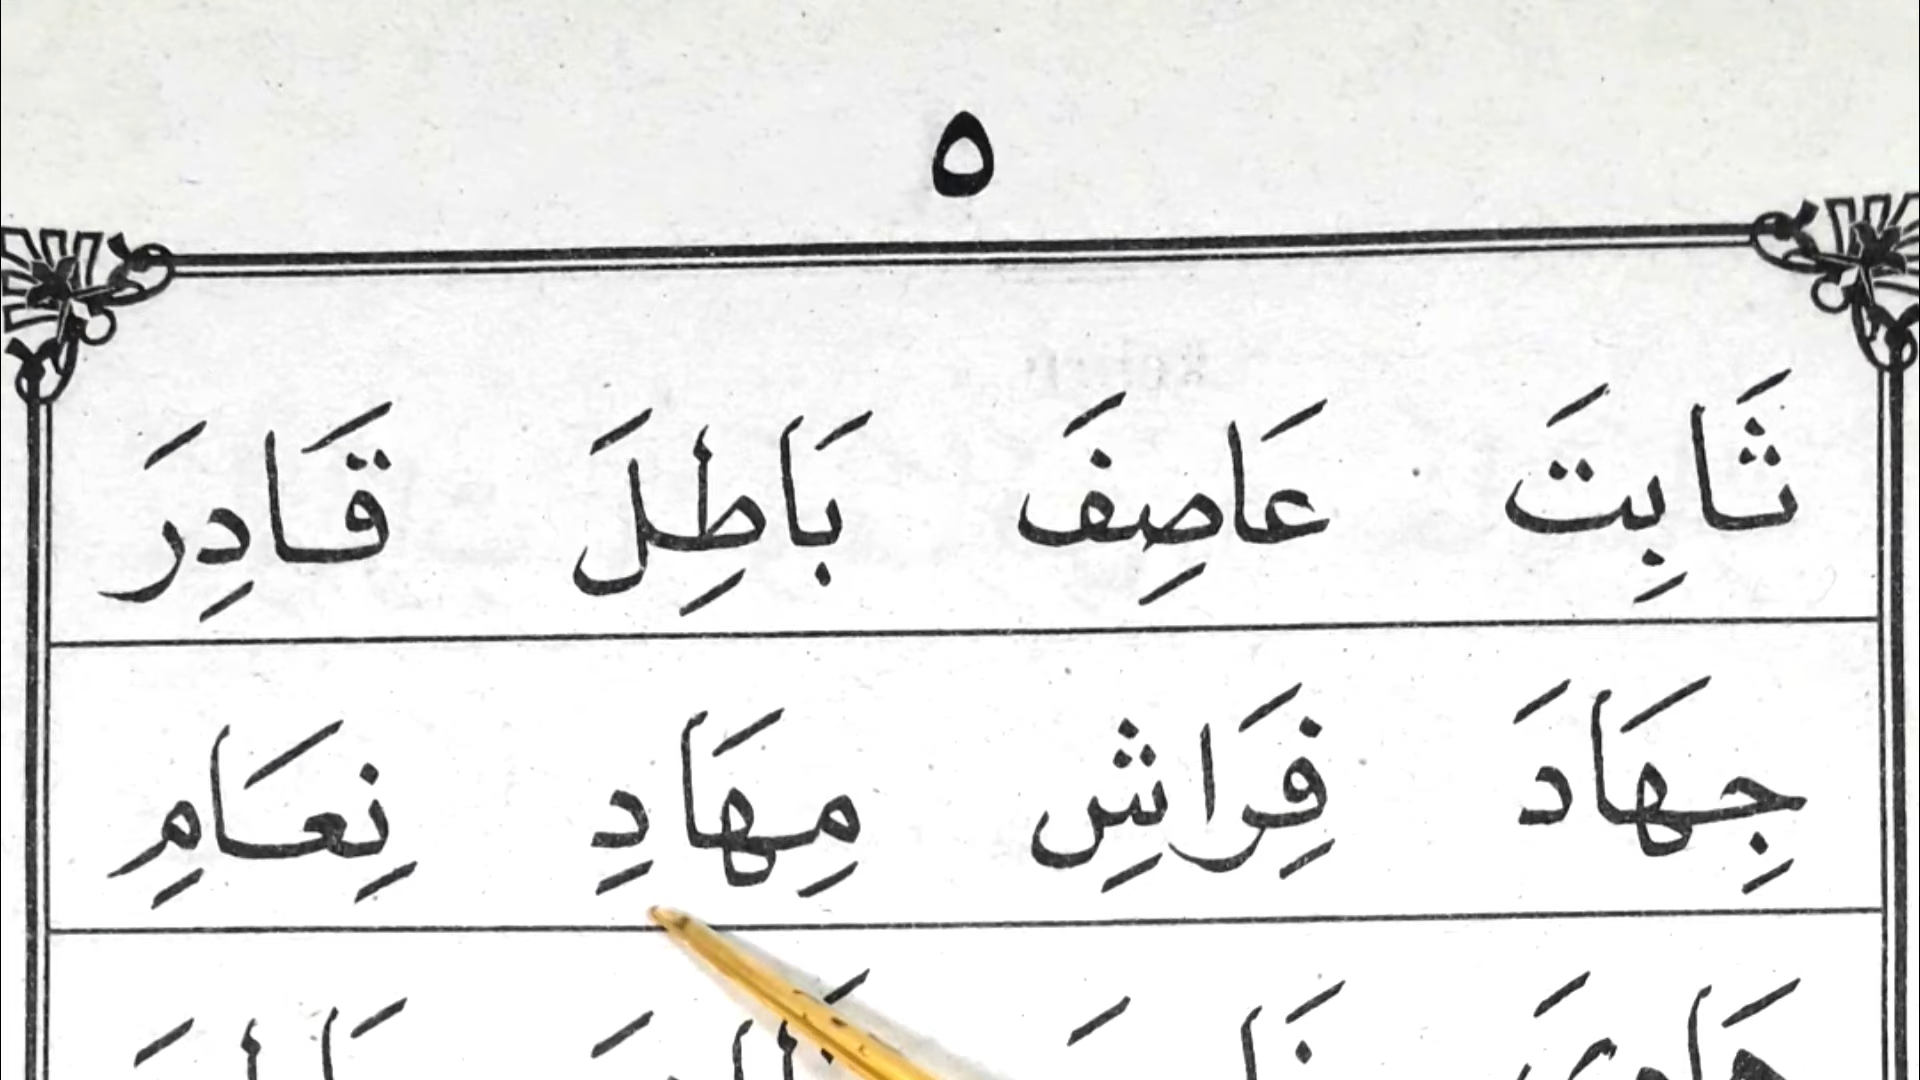 ٥
ثَابِتَ عَاصِفَ بَاطِلَ قَادِرَ
جِهَادَ فِرَاشِ مِهَادِ نِعَامِ